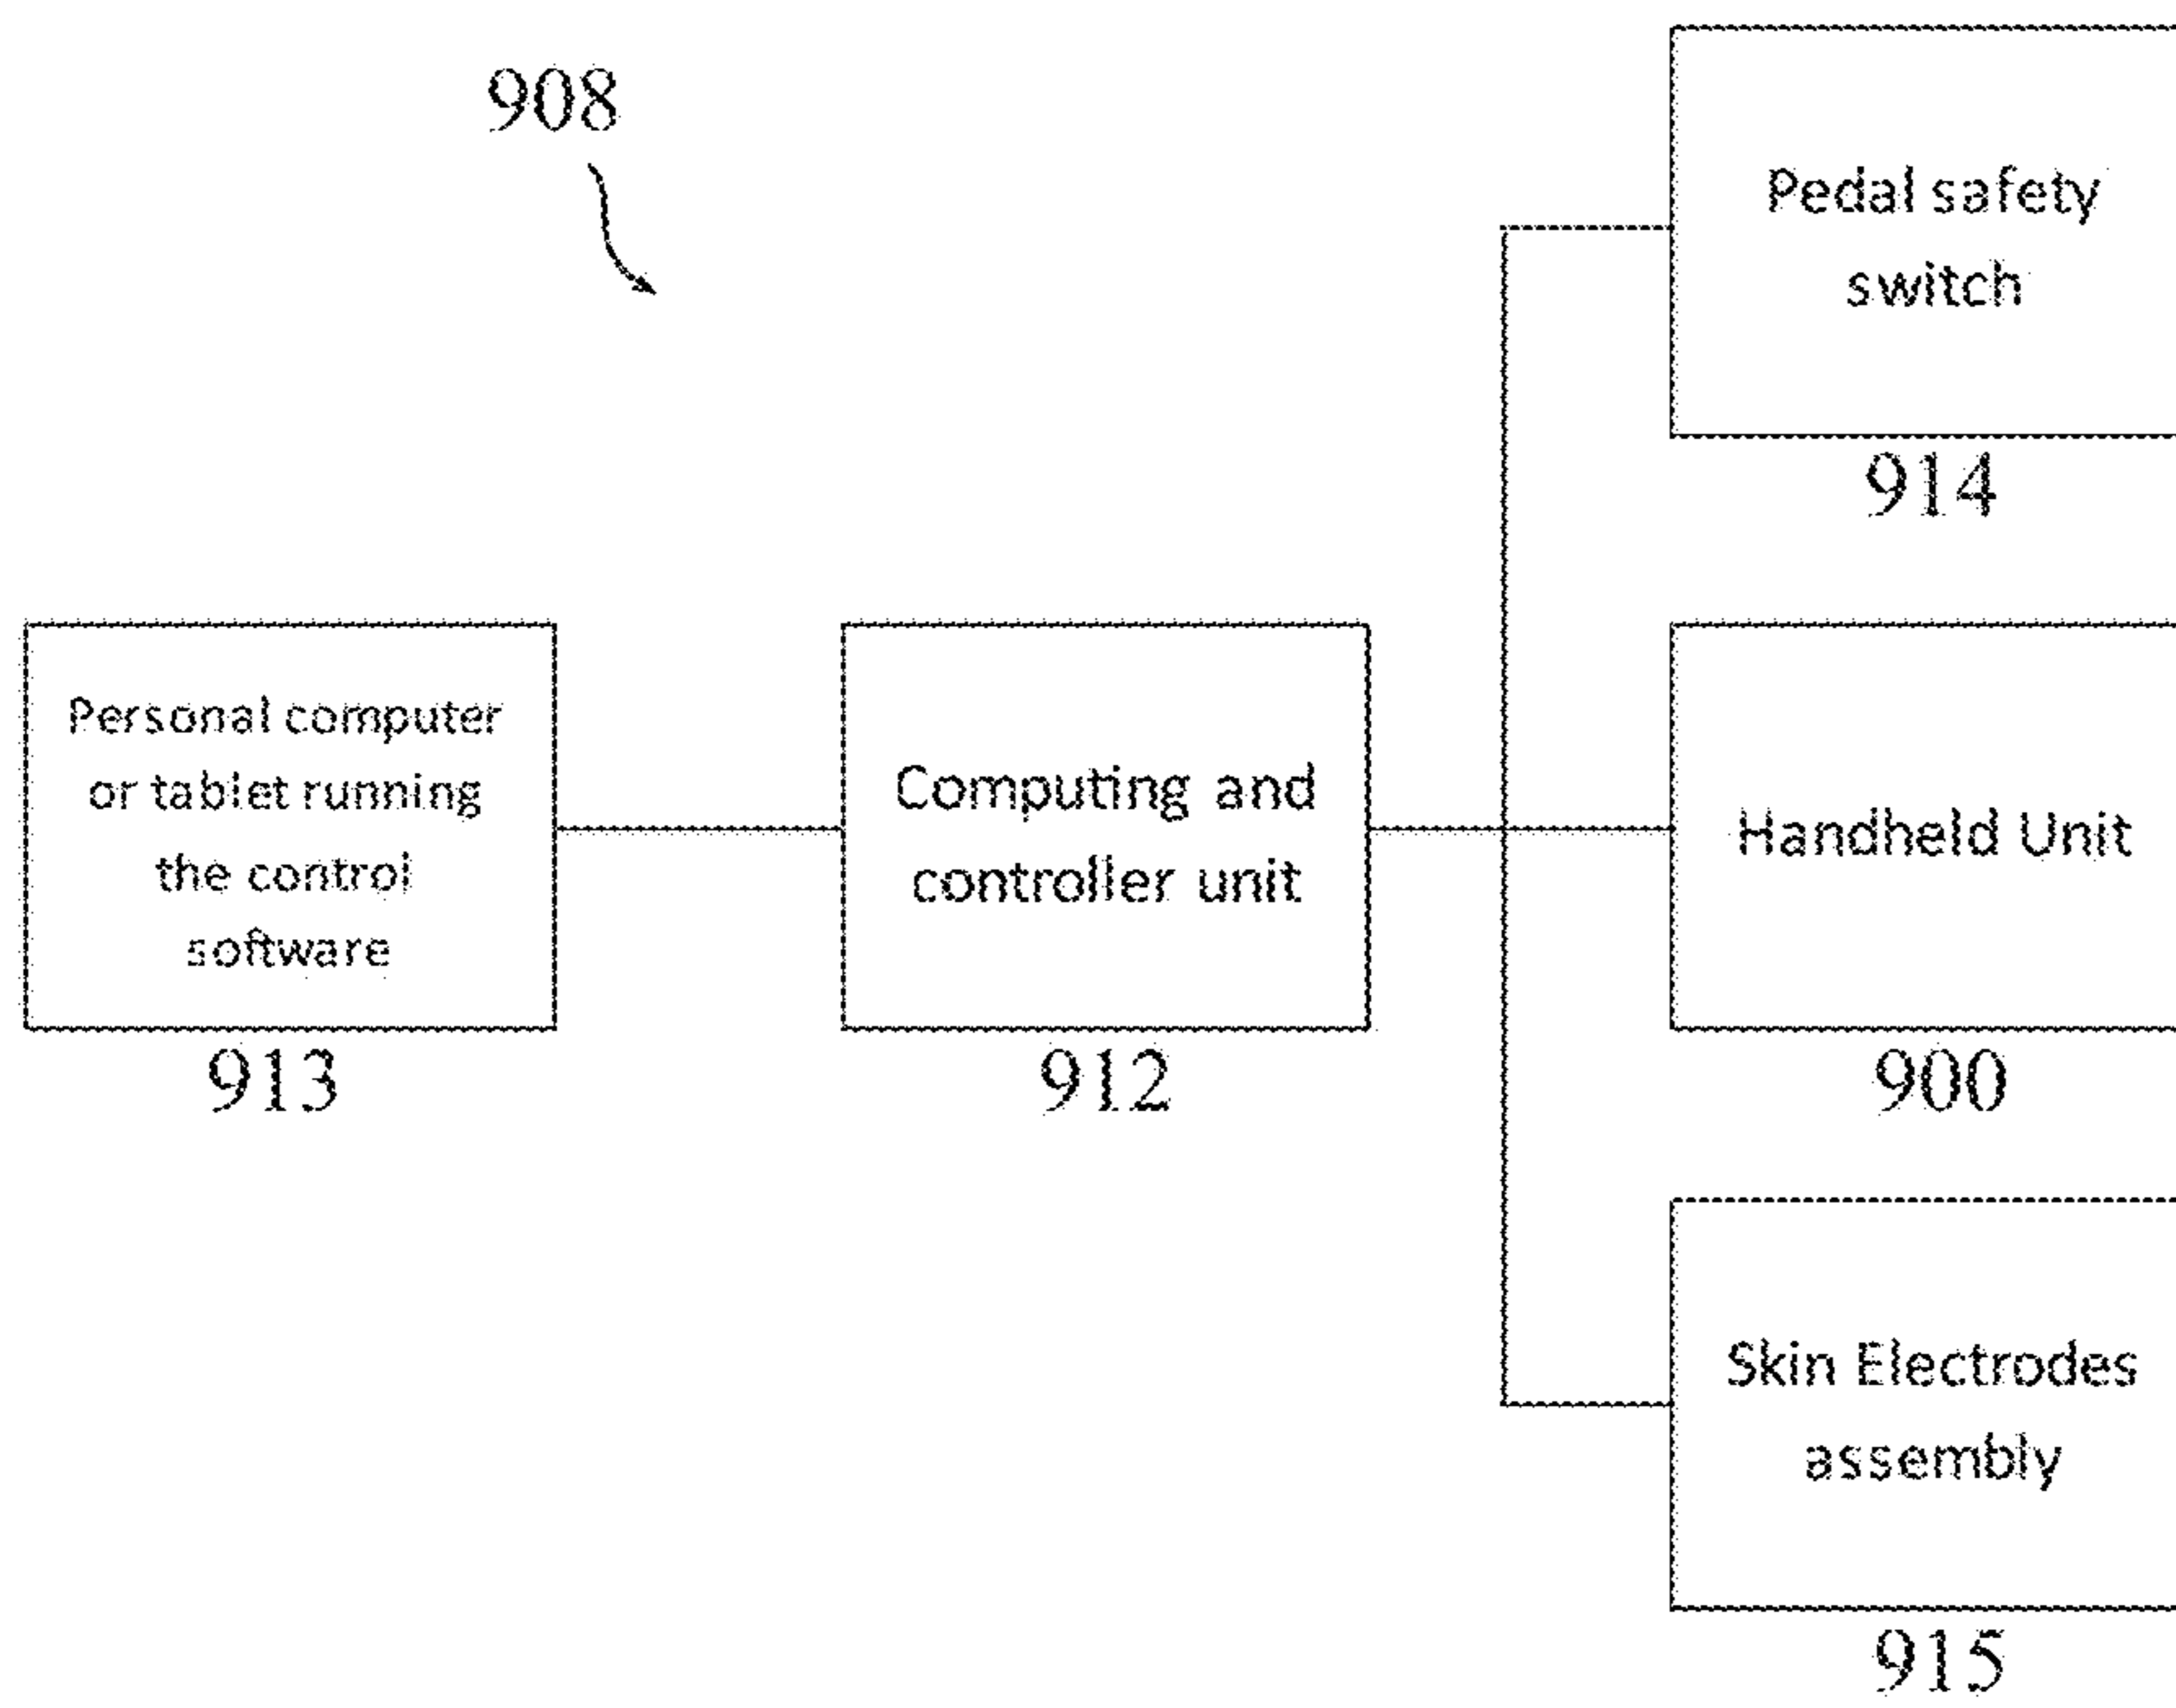 908
Pedal safety
switch
914
Personal computer
or tablet running
the control
software
913
Computing and
controller unit
912
Handheld Unit
900
Skin Electrodes
assembly
915